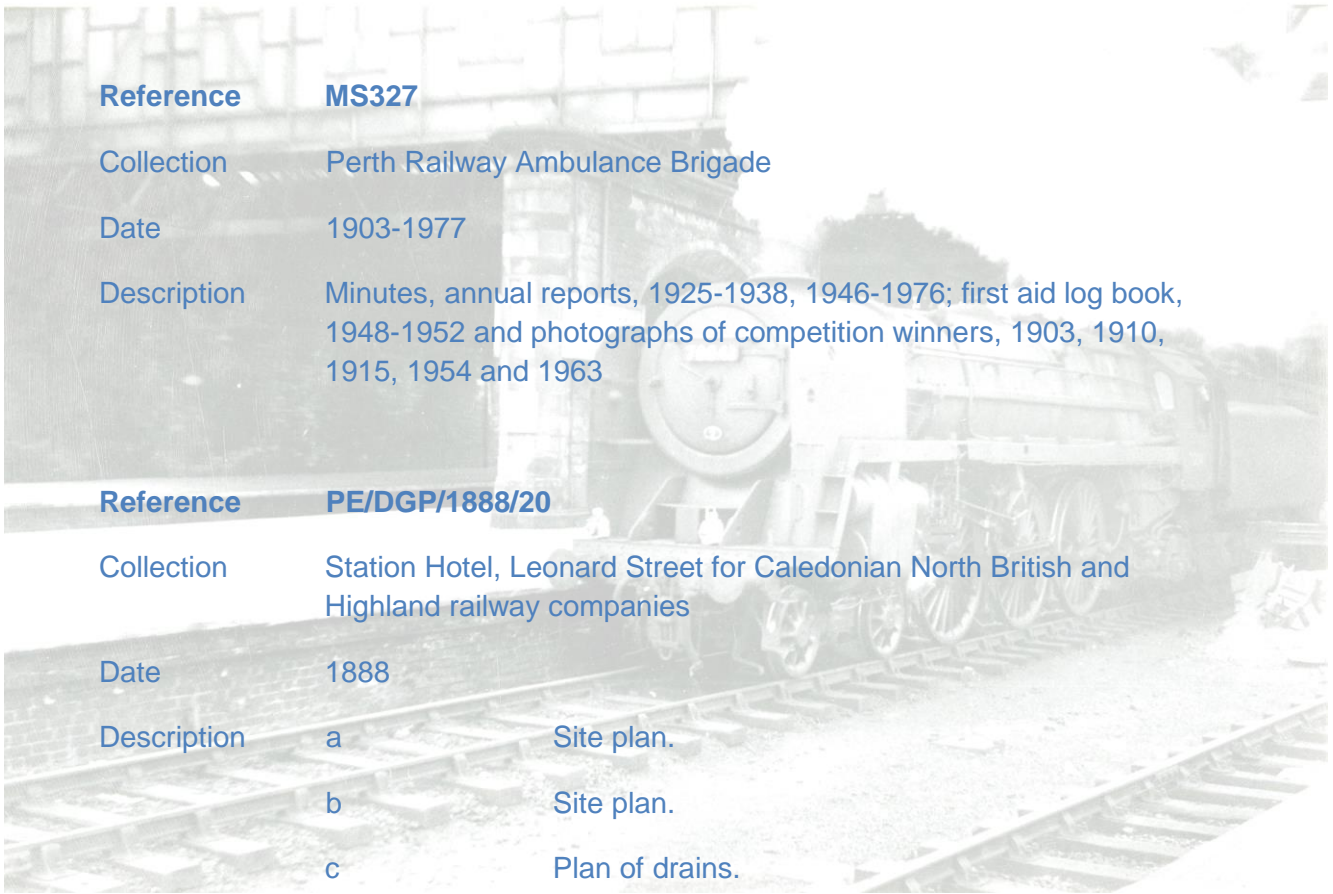 Reference MS327
Collection Perth Railway Ambulance Brigade
Date 1903-1977
Description Minutes, annual reports, 1925-1938, 1946-1976; first aid log book,
1948-1952 and photographs of competition winners, 1903, 1910,
1915, 1954 and 1963
Reference PE/DGP/1888/20
Collection Station Hotel, Leonard Street for Caledonian North British and
Highland railway companies
Date 1888
Description a Site plan.
b Site plan.
c Plan of drains.